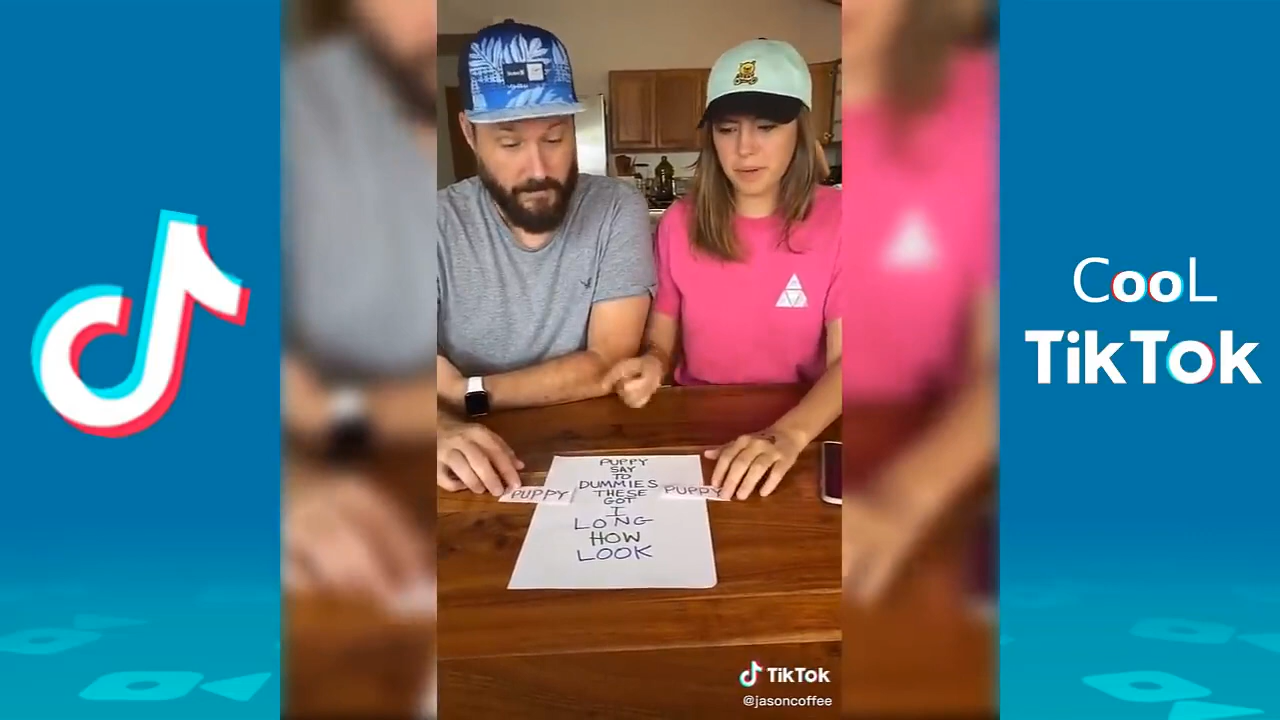 PUPPY
SAY
TO
DUMMIES
THESE
PUPPY
PUPPY
GOT
I
LONG
HOW
LOOK
CooL
TikTok
TikTok
@jasoncoffee